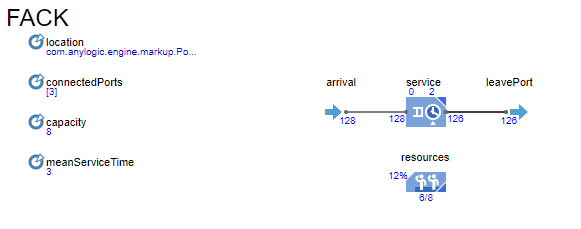 FACK
location
com.anylogic.engine.markup.Po...
connectedPorts
[3]
capacity
8
meanServiceTime
3
arrival
service
leavePort
0 2
128
128
126
126
resources
12%
6/8